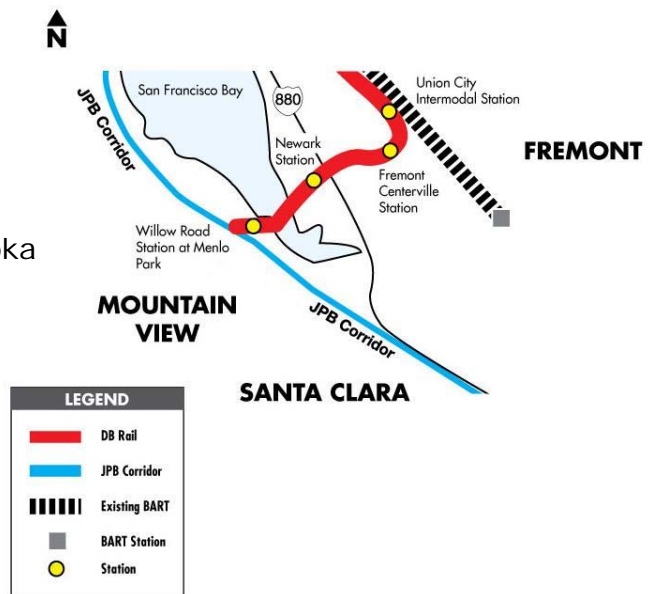 N
San Francisco Bay
880
Union City
Intermodal Station
JPB Corridor
Newark
Station
FREMONT
Fremont
Centerville
Station
Willow Road
Station at Menlo
Park
MOUNTAIN
VIEW
JPB Corridor
SANTA CLARA
LEGEND
DB Rail
JPB Corridor
Existing BART
BART Station
Station